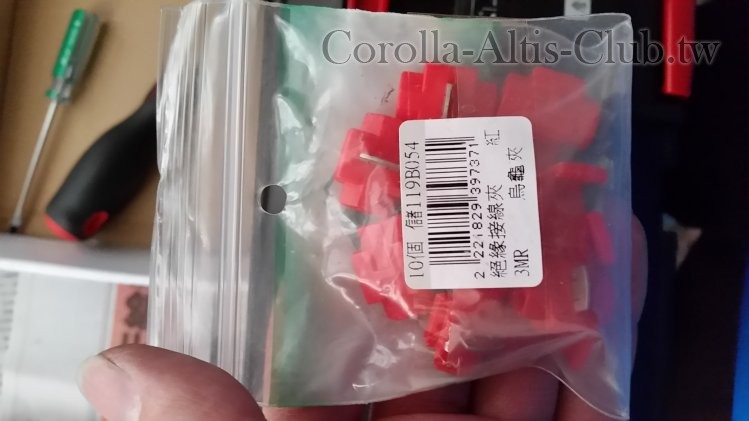 Corolla-Altis-Club.tw
10個 儲119B054
2 221829 397371
絕緣接線夾 紅
3MR 烏龜夾